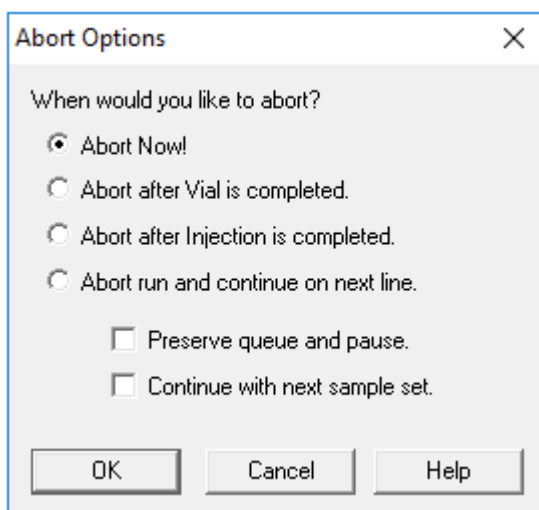 Abort Options
When would you like to abort?
Abort Now!
Abort after Vial is completed.
Abort after Injection is completed.
Abort run and continue on next line.
Preserve queue and pause.
Continue with next sample set.
OK Cancel Help